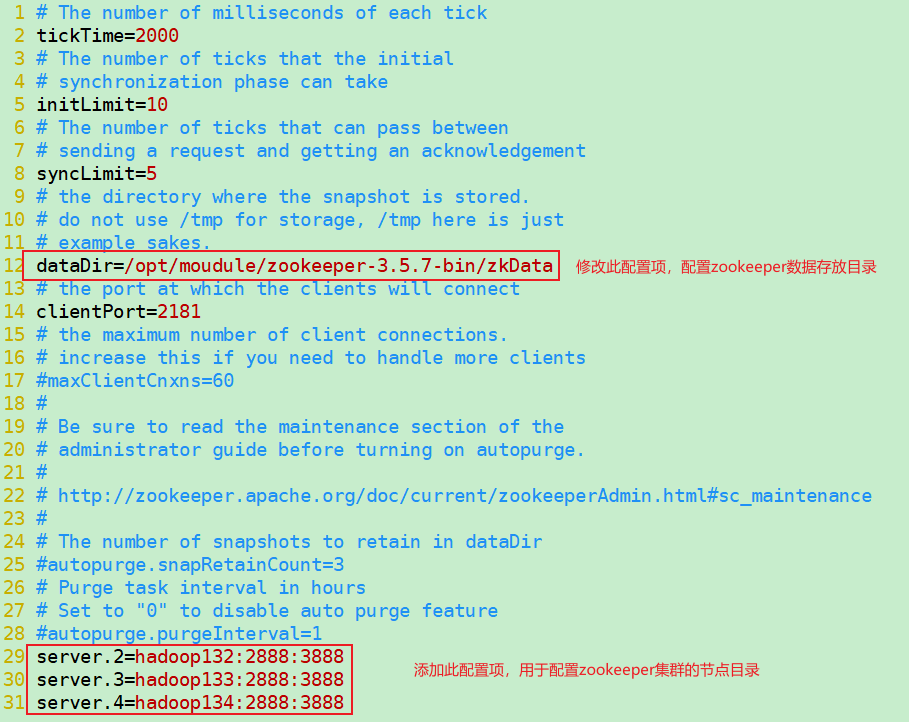 1 # The number of milliseconds of each tick
2 tickTime=2000
3 # The number of ticks that the initial
4 # synchronization phase can take
5 initLimit=10
6 # The number of ticks that can pass between
7 # sending a request and getting an acknowledgement
8 syncLimit=5
9 # the directory where the snapshot is stored.
10 # do not use /tmp for storage, /tmp here is just
11 # example sakes.
12 dataDir=/opt/moudule/zookeeper-3.5.7-bin/zkData 修改此配置项，配置zookeeper数据存放目录
13 # the port at which the clients will connect
14 clientPort=2181
15 # the maximum number of client connections.
16 # increase this if you need to handle more clients
17 #maxClientCnxns=60
18 #
19 # Be sure to read the maintenance section of the
20 # administrator guide before turning on autopurge.
21 #
22 # http://zookeeper.apache.org/doc/current/zookeeperAdmin.html#sc_maintenance
23 #
24 # The number of snapshots to retain in dataDir
25 #autopurge.snapRetainCount=3
26 # Purge task interval in hours
27 # Set to "0" to disable auto purge feature
28 #autopurge.purgeInterval=1
29 server.2=hadoop132:2888:3888
30 server.3=hadoop133:2888:3888 添加此配置项，用于配置zookeeper集群的节点目录
31 server.4=hadoop134:2888:3888